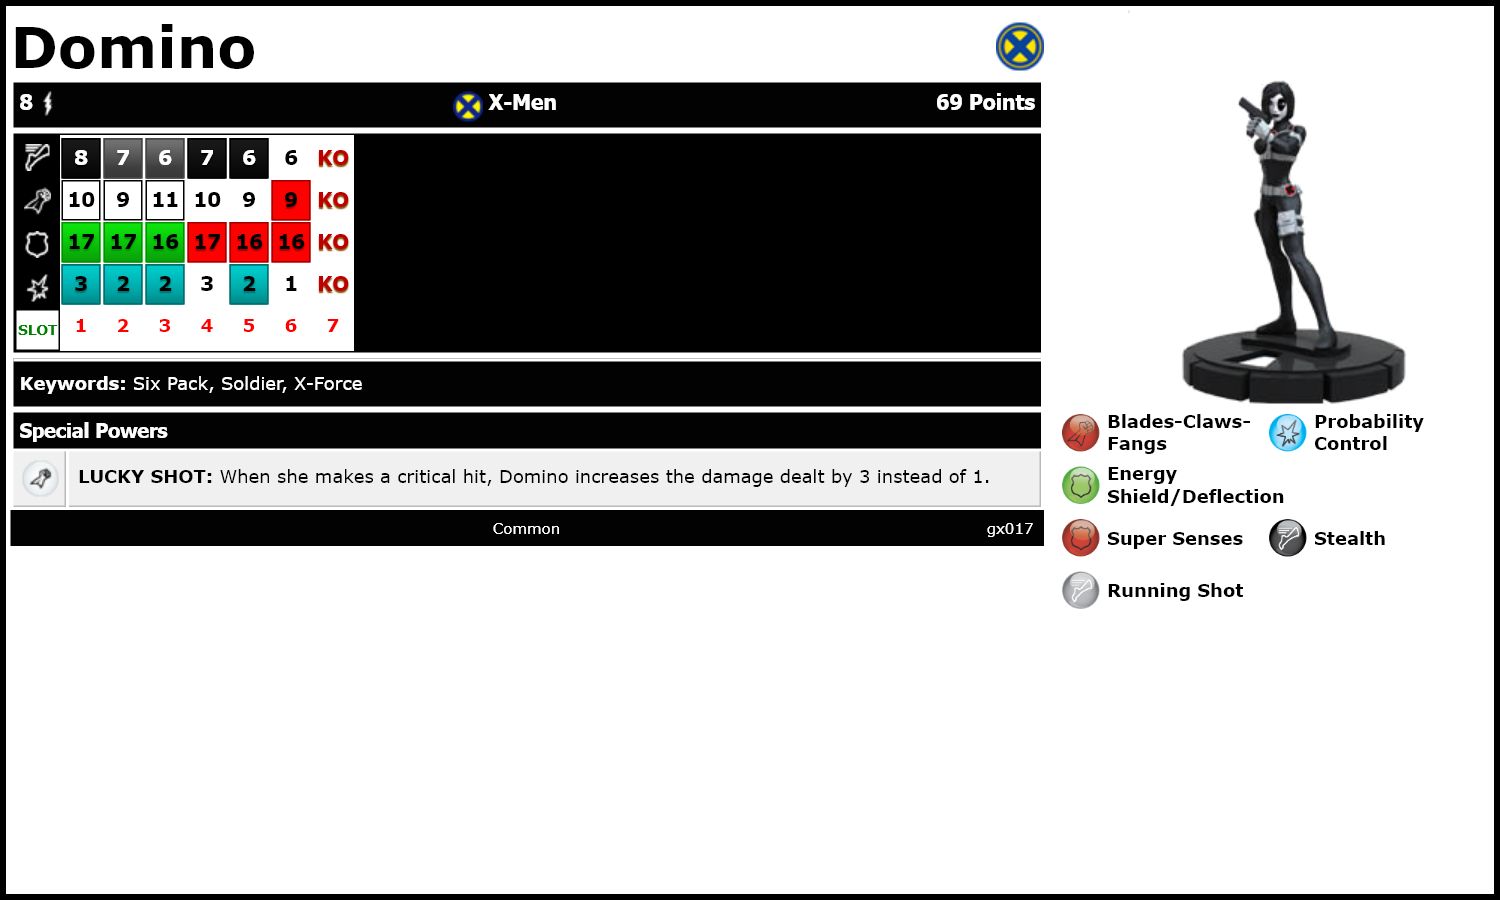 Domino
8 X-Men 69 Points
8 7 6 7 6 6 KO
10 9 11 10 9 9 KO
17 17 16 17 16 16 KO
3 2 2 3 2 1 KO
SLOT 1 2 3 4 5 6 7
Keywords: Six Pack, Soldier, X-Force
Special Powers
LUCKY SHOT: When she makes a critical hit, Domino increases the damage dealt by 3 instead of 1.
Common gx017
Blades-Claws-
Fangs
Probability
Control
Energy
Shield/Deflection
Super Senses
Stealth
Running Shot